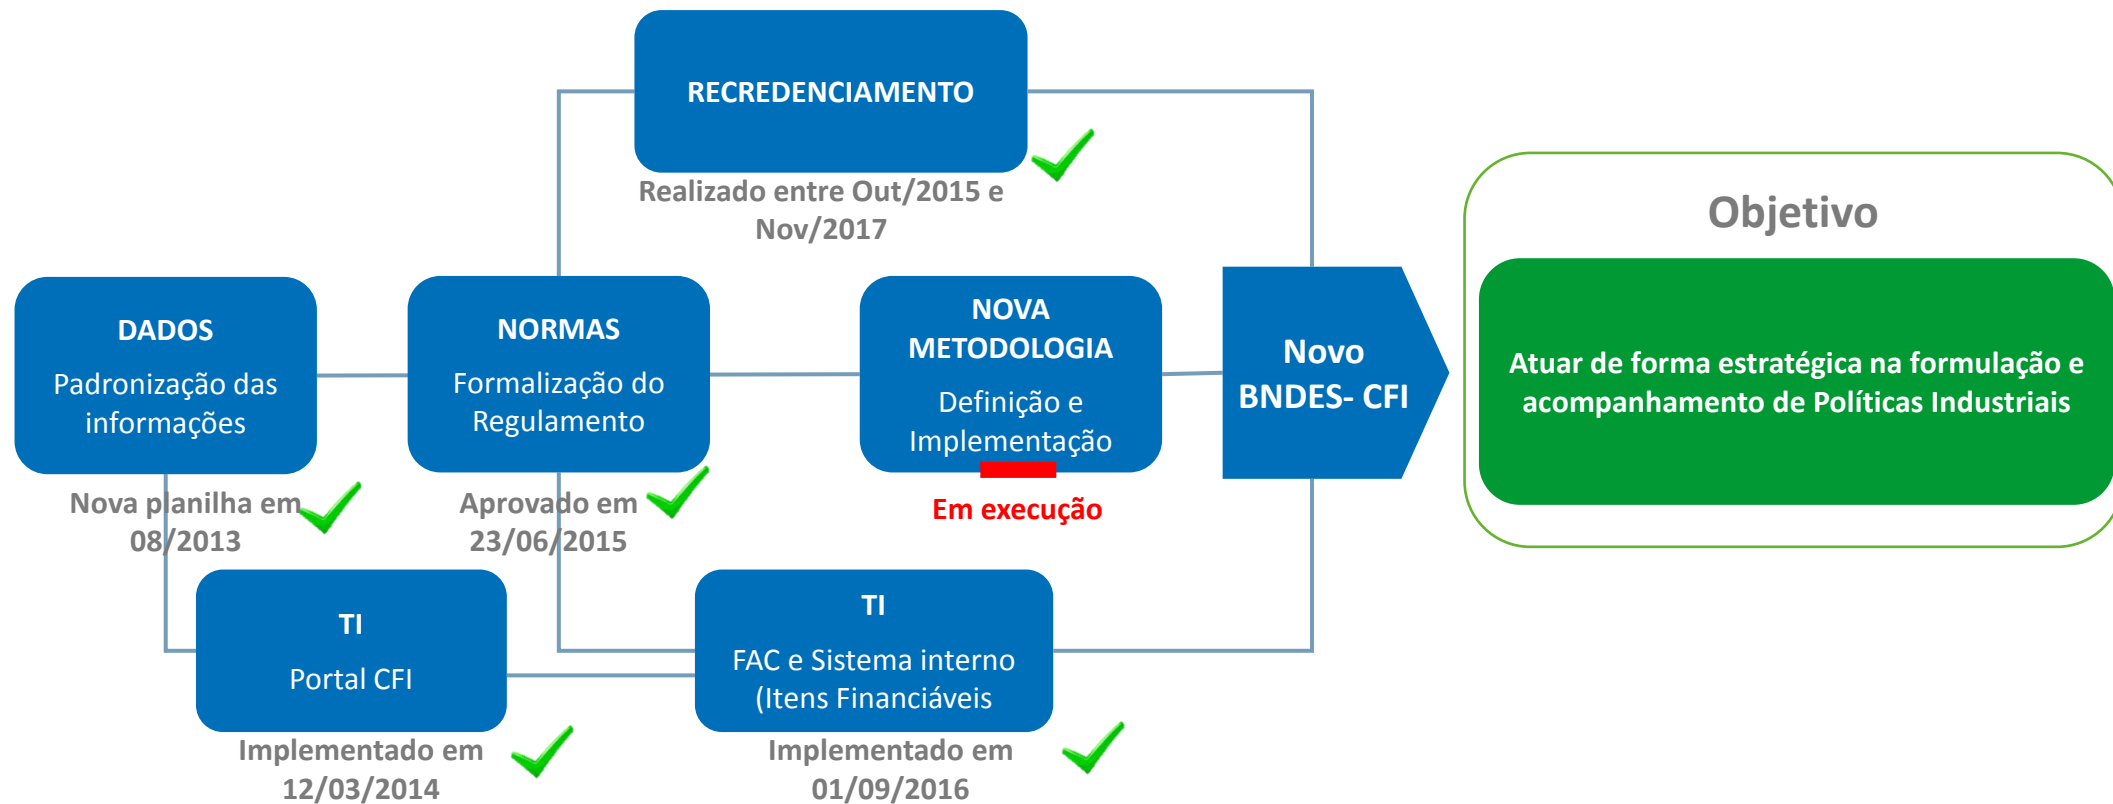 RECREDENCIAMENTO
Realizado entre Out/2015 e
Nov/2017
DADOS
Padronização das
informações
Nova planilha em
08/2013
NORMAS
Formalização do
Regulamento
Aprovado em
23/06/2015
NOVA
METODOLOGIA
Definição e
Implementação
Em execução
Novo
BNDES- CFI
Objetivo
Atuar de forma estratégica na formulação e
acompanhamento de Políticas Industriais
TI
Portal CFI
Implementado em
12/03/2014
TI
FAC e Sistema interno
(Itens Financiáveis
Implementado em
01/09/2016